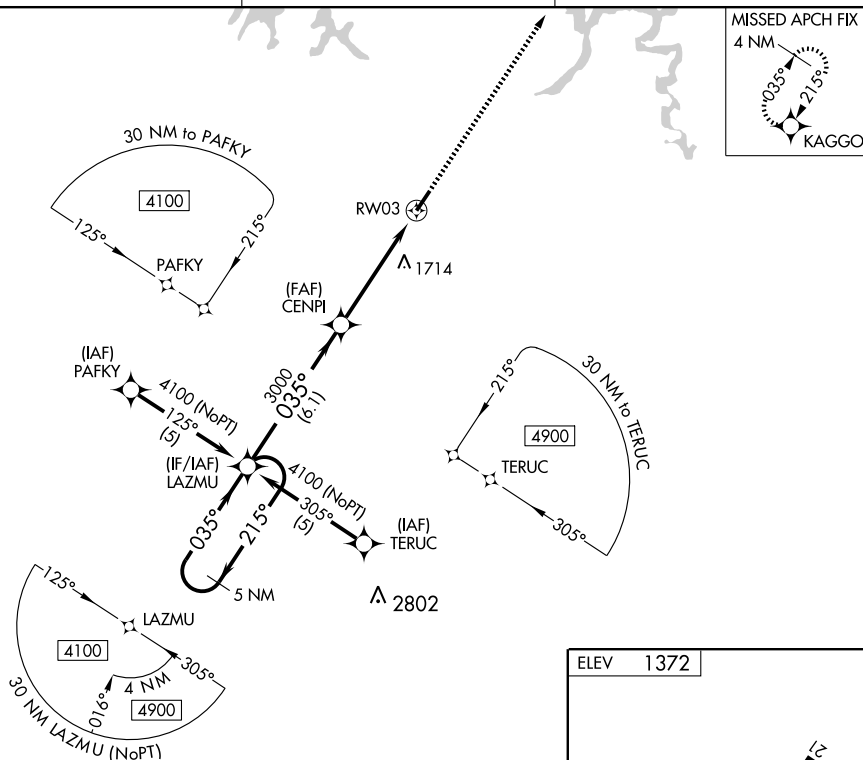 MISSED APCH FIX
4 NM
035°
215°
KAGGO
30 NM to PAFKY
4100
125°
215°
PAFKY
RW03
1714
(FAF)
CENPI
(IAF)
PAFKY
4100 (NoPT)
125°
(5)
3000
035°
(6.1)
(IF/IAF)
LAZMU
4100 (NoPT)
305°
(5)
(IAF)
TERUC
035°
215°
5 NM
2802
215°
30 NM to TERUC
4900
TERUC
305°
125°
LAZMU
4100
305°
4 NM
016°
4900
30 NM LAZMU (NoPT)
ELEV 1372
21